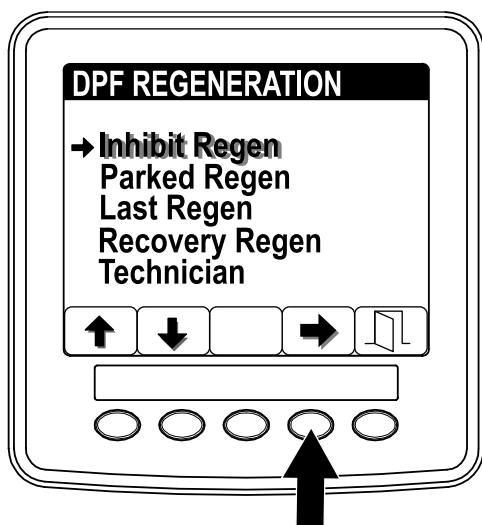 DPF REGENERATION
Inhibit Regen
Parked Regen
Last Regen
Recovery Regen
Technician